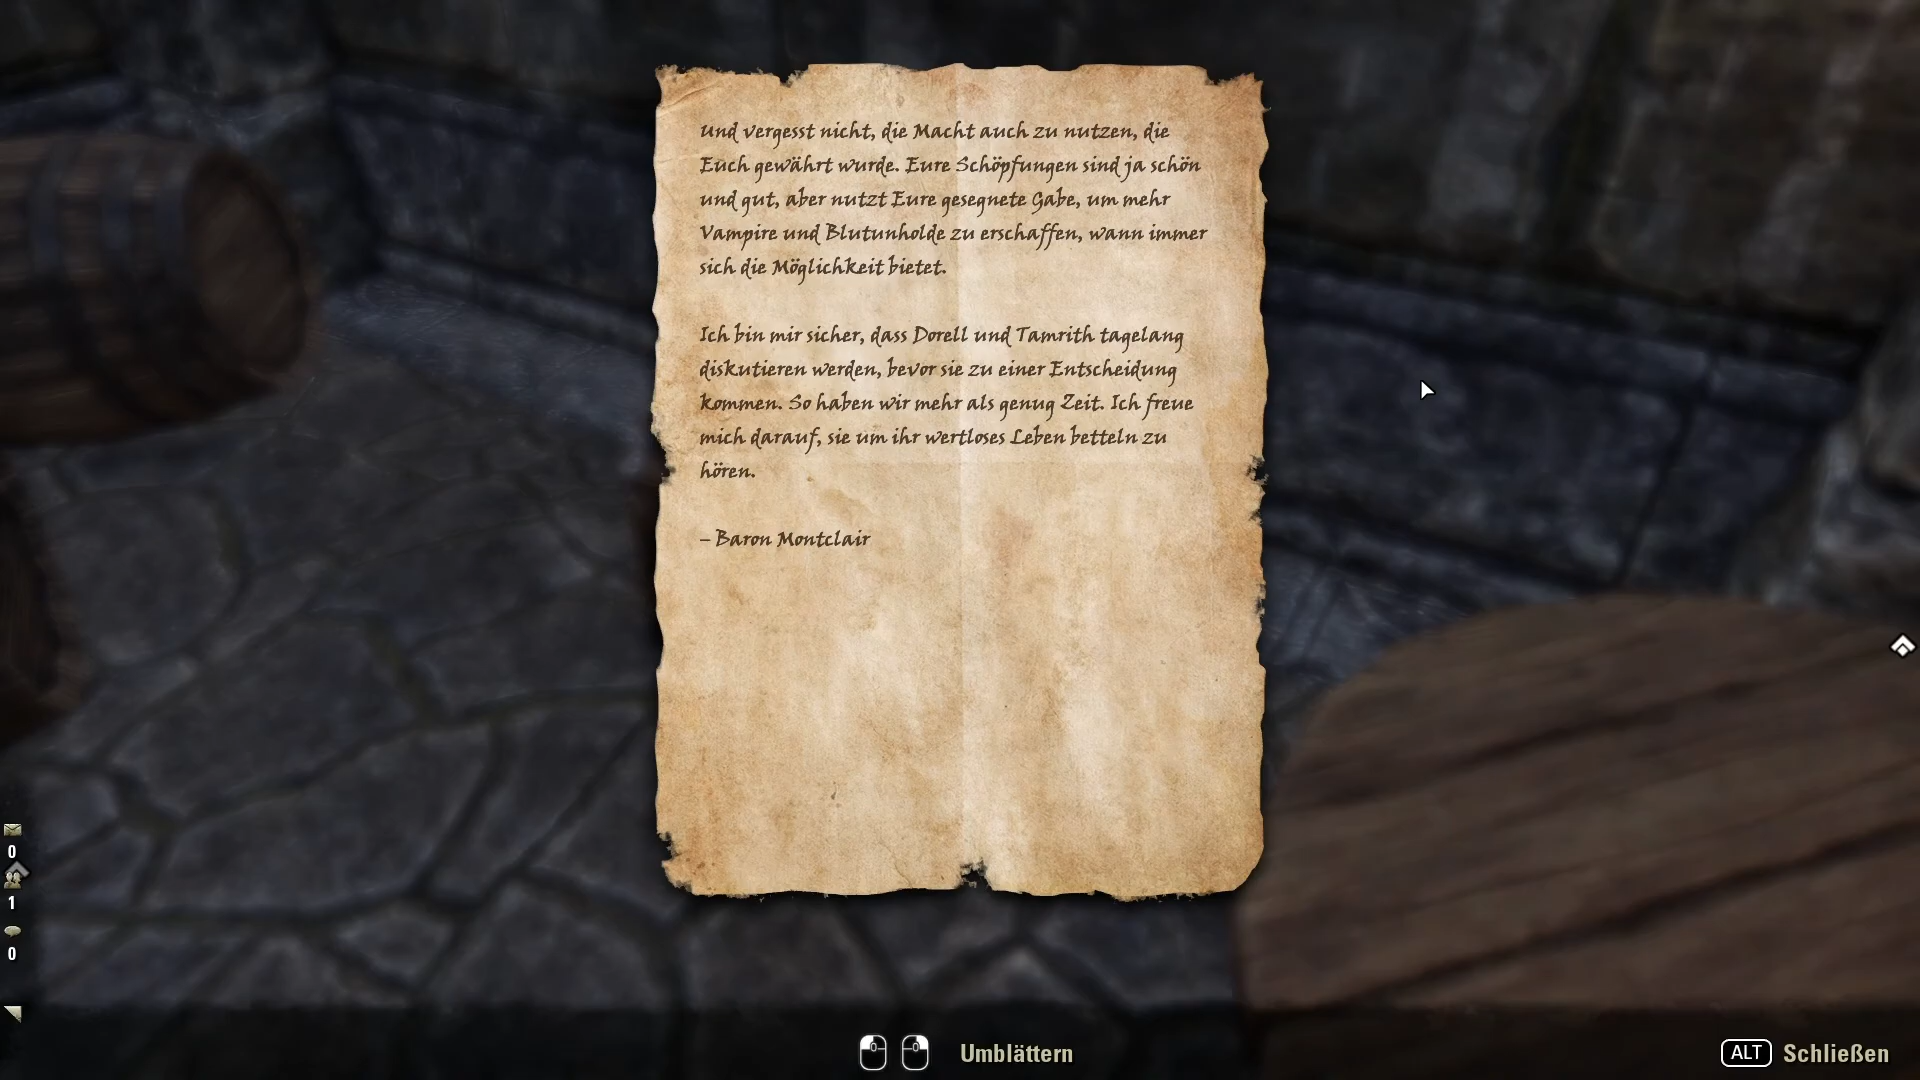 Und vergesst nicht, die Macht auch zu nutzen, die
Euch gewährt wurde. Eure Schöpfungen sind ja schön
und gut, aber nutzt Eure gesegnete Gabe, um mehr
Vampire und Blutunholde zu erschaffen, wann immer
sich die Möglichkeit bietet.
Ich bin mir sicher, dass Dorell und Tamrith tagelang
diskutieren werden, bevor sie zu einer Entscheidung
kommen. So haben wir mehr als genug Zeit. Ich freue
mich darauf, sie um ihr wertloses Leben betteln zu
hören.
– Baron Montclair
0
1
0
Umblättern
ALT Schließen